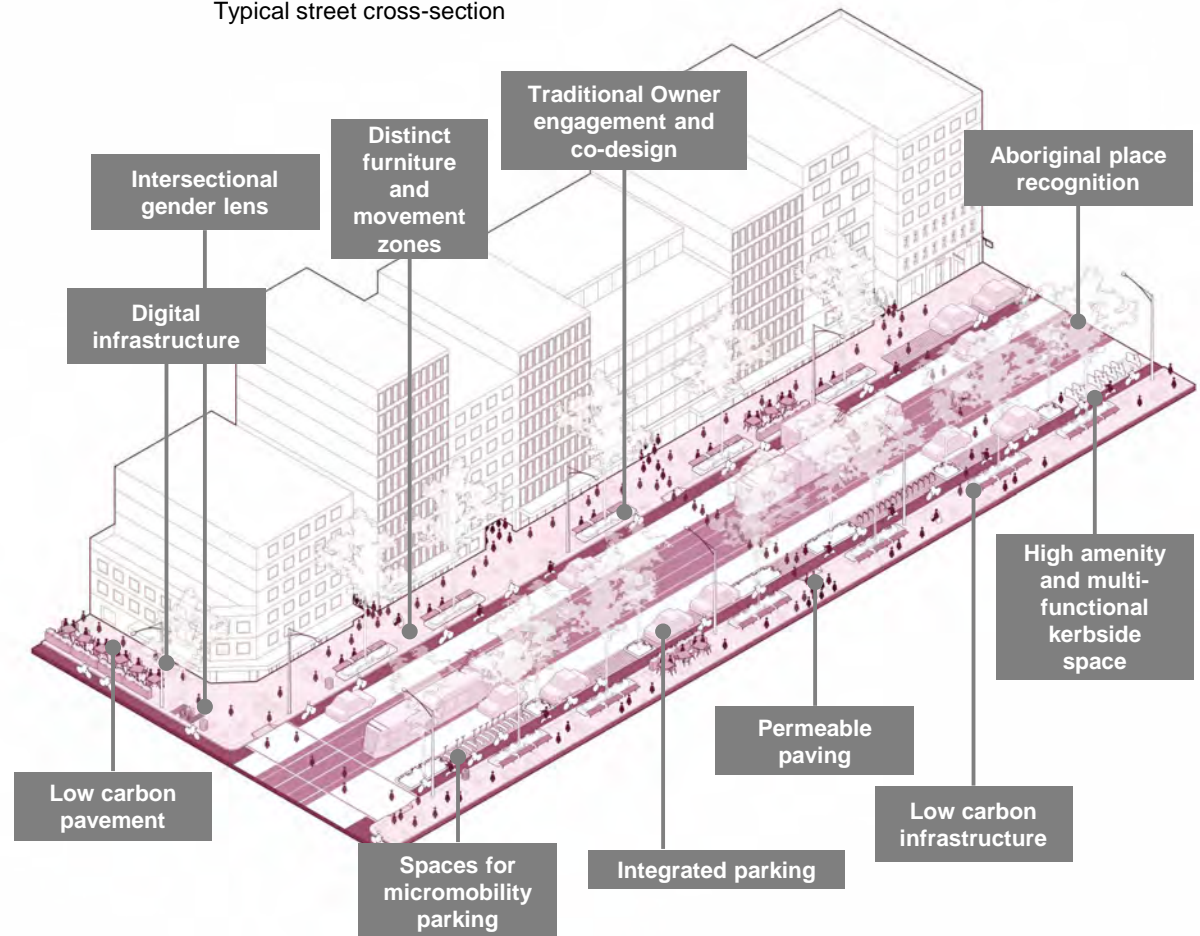 Typical street cross-section
Traditional Owner
engagement and
co-design
Distinct
furniture
and
movement
zones
Aboriginal place
recognition
Intersectional
gender lens
Digital
infrastructure
High amenity
and multi-
functional
kerbside
space
Permeable
paving
Low carbon
pavement
Low carbon
infrastructure
Integrated parking
Spaces for
micromobility
parking